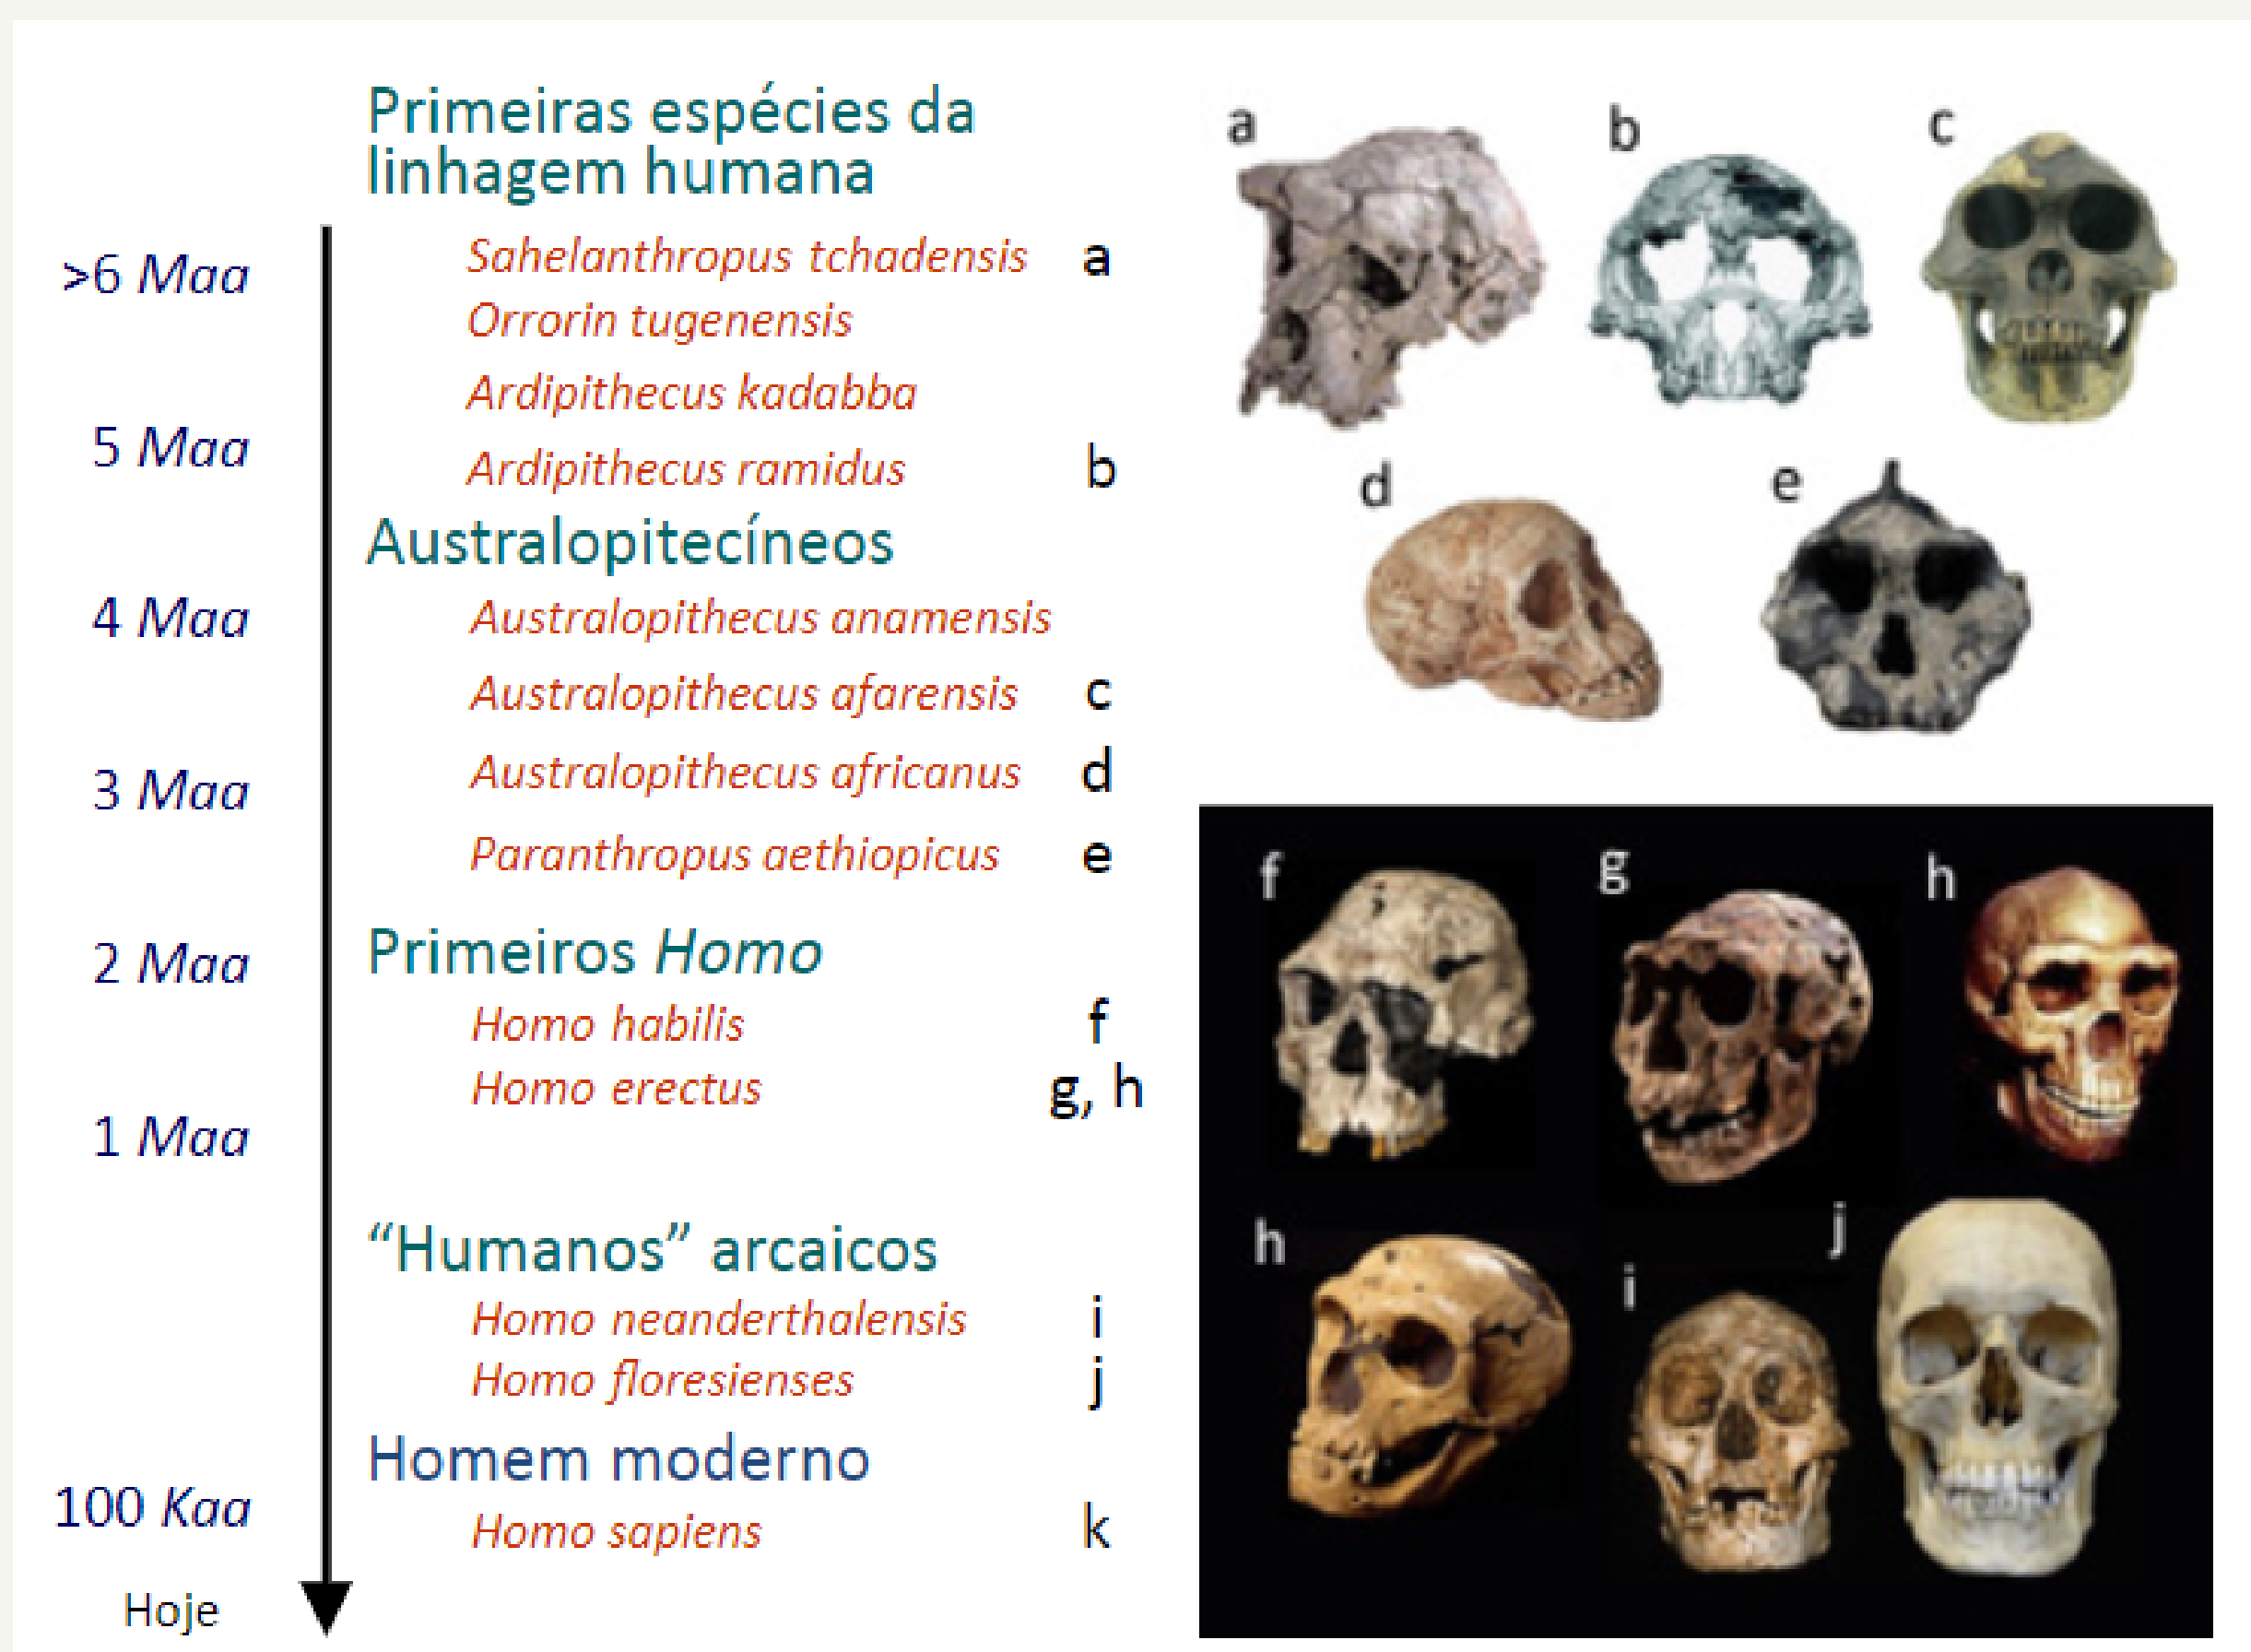 Primeiras espécies da
linhagem humana
>6 Maa
Sahelanthropus tchadensis a
Orrorin tugenensis
Ardipithecus kadabba
5 Maa
Ardipithecus ramidus b
Australopitecíneos
4 Maa
Australopithecus anamensis
Australopithecus afarensis c
3 Maa
Australopithecus africanus d
Paranthropus aethiopicus e
2 Maa
Primeiros Homo
Homo habilis f
Homo erectus g, h
1 Maa
“Humanos” arcaicos
Homo neanderthalensis i
Homo floresienses j
Homem moderno
100 Kaa
Homo sapiens k
Hoje
a b c
d e
f g h
h i j